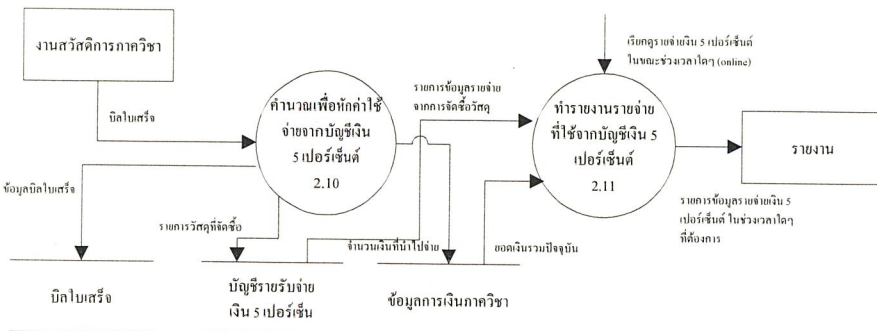 งานสวัสดิการภาควิชา
เรียกดูรายจ่ายเงิน 5 เปอร์เซ็นต์
ในขณะช่วงเวลาใดๆ (online)
บิลใบเสร็จ
คำนวณเพื่อหักค่าใช้
จ่ายจากบัญชีเงิน
5 เปอร์เซ็นต์
2.10
รายการข้อมูลรายจ่าย
จากการจัดซื้อวัสดุ
ทำรายงานรายจ่าย
ที่ใช้จากบัญชีเงิน 5
เปอร์เซ็นต์
2.11
รายงาน
ข้อมูลบิลใบเสร็จ
รายการวัสดุที่จัดซื้อ
จำนวนเงินที่นำไปจ่าย
ยอดเงินรวมปัจจุบัน
รายการข้อมูลรายจ่ายเงิน 5
เปอร์เซ็นต์ ในช่วงเวลาใดๆ
ที่ต้องการ
บิลใบเสร็จ
บัญชีรายรับจ่าย
เงิน 5 เปอร์เซ็น
ข้อมูลการเงินภาควิชา